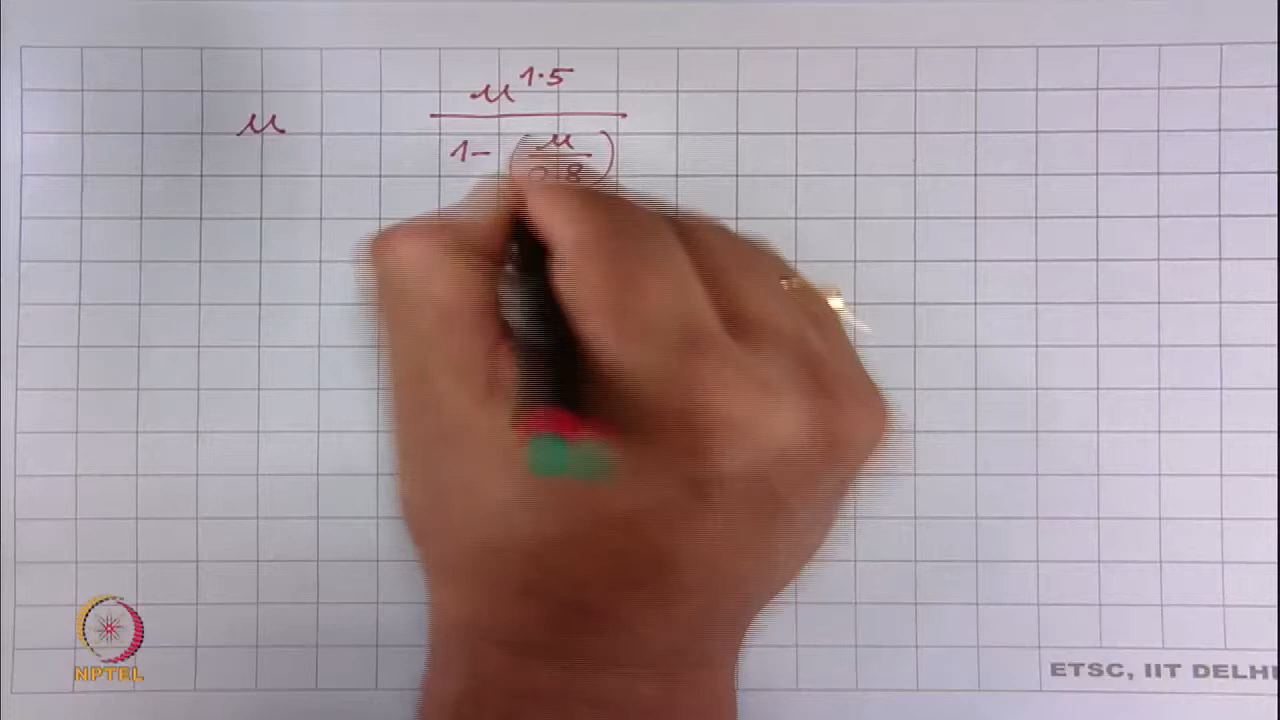 μ
μ^1.5
1-(μ/0.8)
NPTEL
ETSC, IIT DELHI